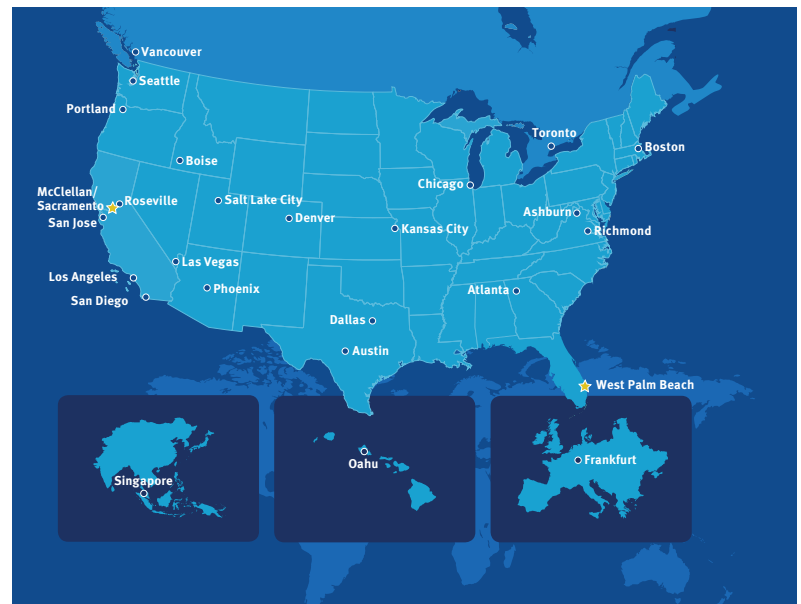 Vancouver
Seattle
Portland
Toronto
Boston
Boise
Chicago
McClellan/
Sacramento
Roseville
Salt Lake City
Ashburn
San Jose
Denver
Kansas City
Richmond
Las Vegas
Los Angeles
Phoenix
Atlanta
San Diego
Dallas
Austin
West Palm Beach
Singapore
Oahu
Frankfurt